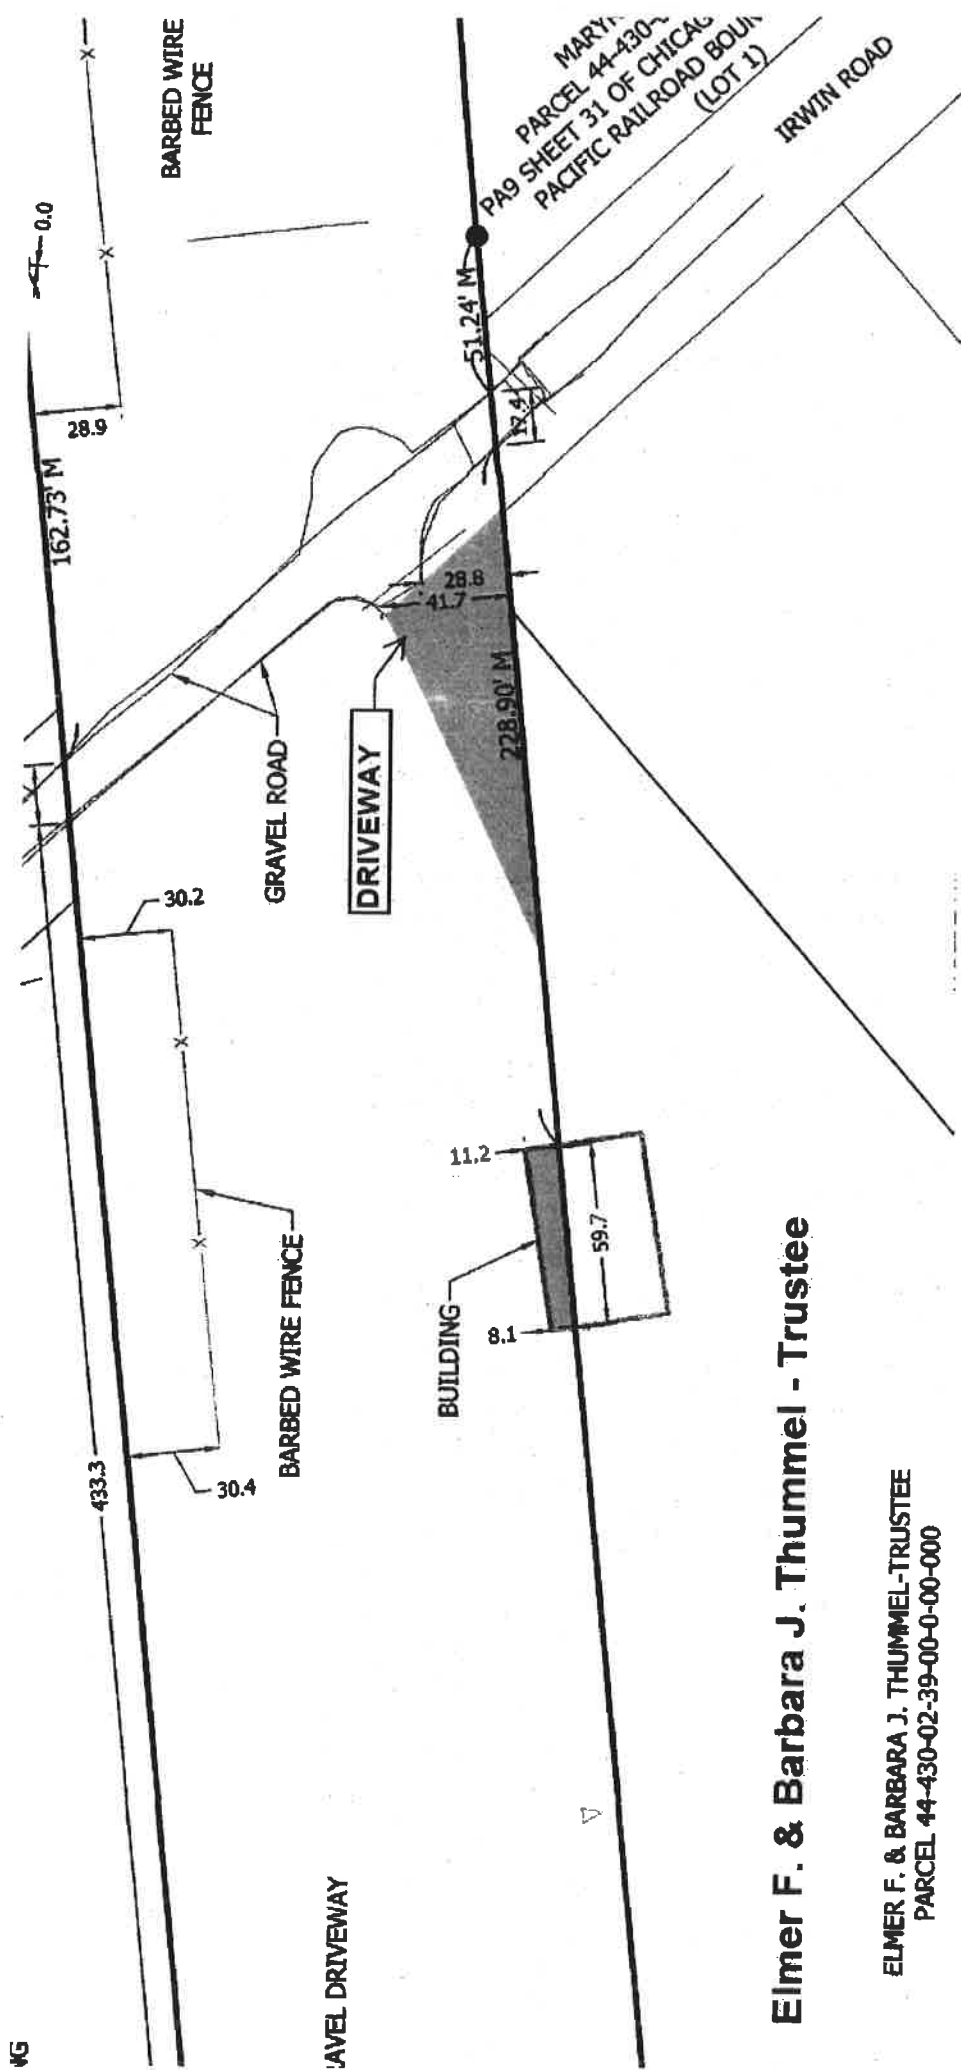 NG
AVEL DRIVEWAY
433.3
30.4
30.2
162.73' M
28.9
0.0
BARBED WIRE
FENCE
X
X
X
X
X
X
BARBED WIRE FENCE
GRAVEL ROAD
DRIVEWAY
BUILDING
8.1
11.2
59.7
228.90' M
41.7
28.8
17.4
51.24' M
PARCEL 44-430-
PA9 SHEET 31 OF CHICAG
PACIFIC RAILROAD BOUN
(LOT 1)
IRWIN ROAD
Elmer F. & Barbara J. Thummel - Trustee
ELMER F. & BARBARA J. THUMMEL-TRUSTEE
PARCEL 44-430-02-39-00-0-00-000